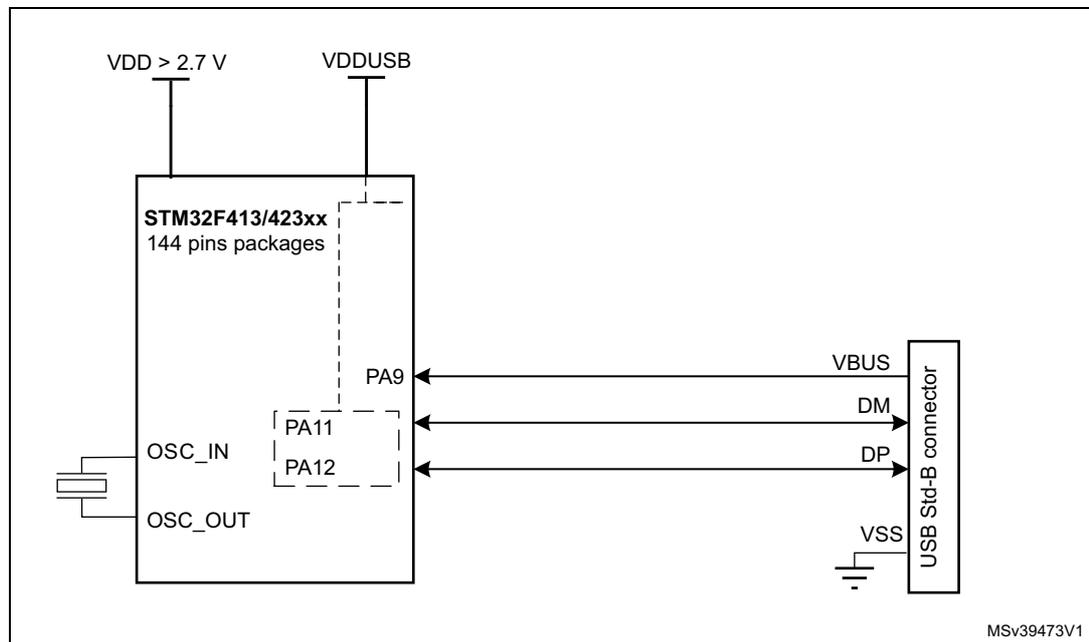 VDD > 2.7 V
VDDUSB
STM32F413/423xx
144 pins packages
PA9
VBUS
PA11
DM
PA12
DP
OSC_IN
OSC_OUT
VSS
USB Std-B connector
MSv39473V1